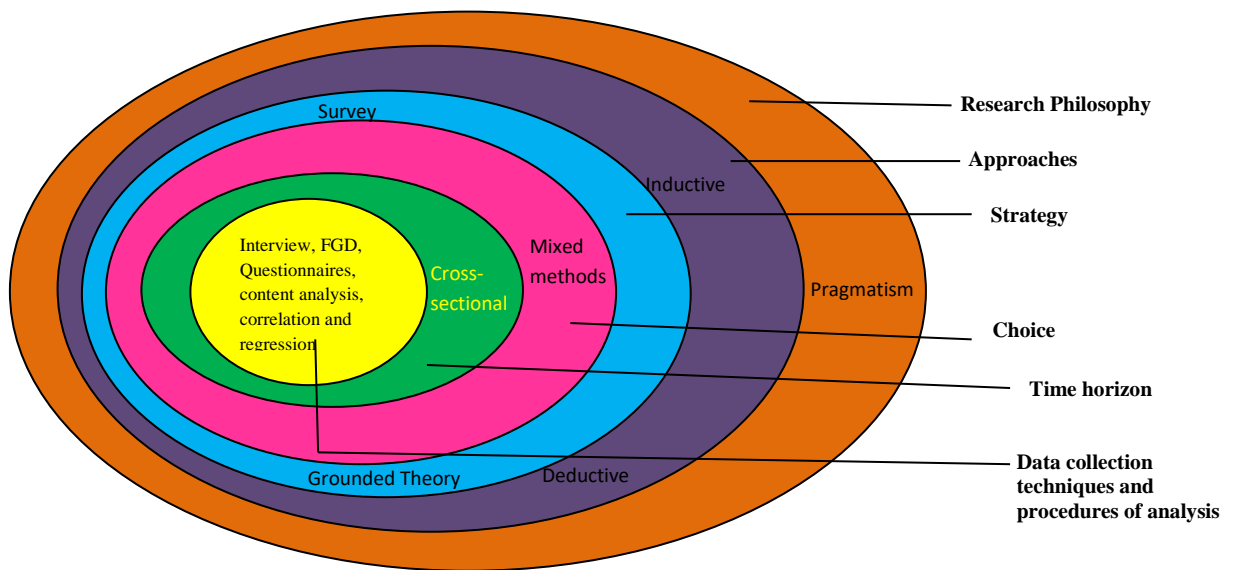 Survey
Research Philosophy
Approaches
Inductive
Strategy
Interview, FGD,
Questionnaires,
content analysis,
correlation and
regression
Cross-
sectional
Mixed
methods
Pragmatism
Choice
Time horizon
Grounded Theory
Deductive
Data collection
techniques and
procedures of analysis